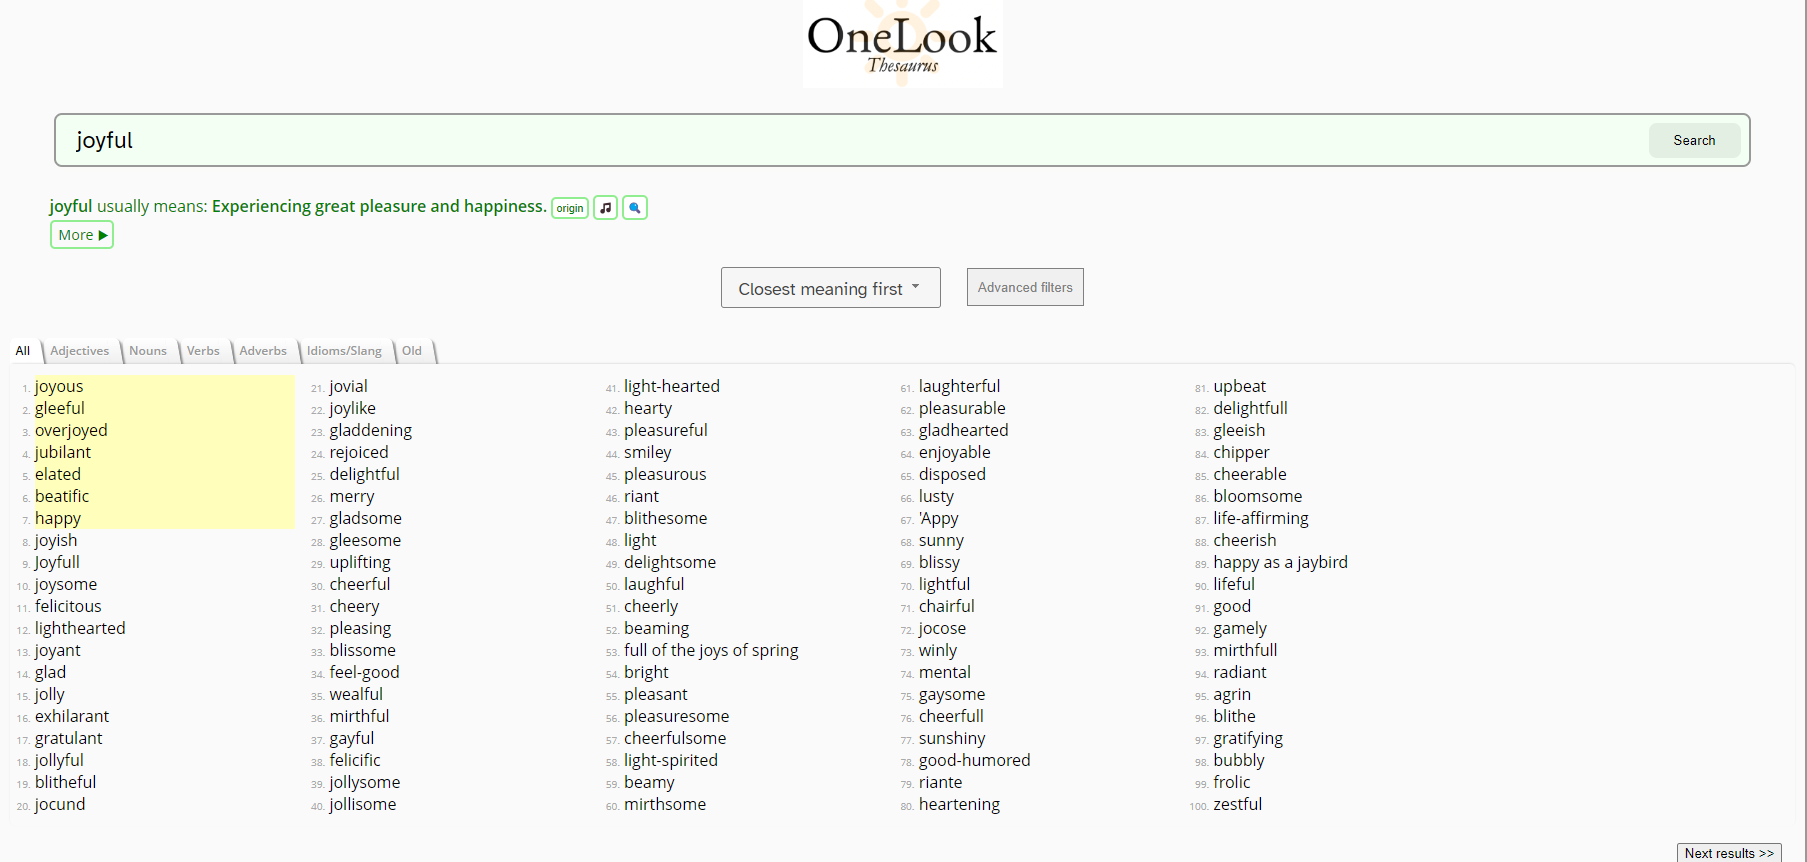 OneLook
Thesaurus
joyful
Search
joyful usually means: Experiencing great pleasure and happiness. origin
More ▶
Closest meaning first
Advanced filters
All Adjectives Nouns Verbs Adverbs Idioms/Slang Old
1. joyous
2. gleeful
3. overjoyed
4. jubilant
5. elated
6. beatific
7. happy
8. joyish
9. Joyfull
10. joysome
11. felicitous
12. lighthearted
13. joyant
14. glad
15. jolly
16. exhilarant
17. gratulant
18. jollyful
19. blitheful
20. jocund
21. jovial
22. joylike
23. gladdening
24. rejoiced
25. delightful
26. merry
27. gladsome
28. gleesome
29. uplifting
30. cheerful
31. cheery
32. pleasing
33. blissome
34. feel-good
35. wealful
36. mirthful
37. gayful
38. felicific
39. jollysome
40. jollisome
41. light-hearted
42. hearty
43. pleasureful
44. smiley
45. pleasurous
46. riant
47. blithesome
48. light
49. delightsome
50. laughful
51. cheerly
52. beaming
53. full of the joys of spring
54. bright
55. pleasant
56. pleasuresome
57. cheerfulsome
58. light-spirited
59. beamy
60. mirthsome
61. laughterful
62. pleasurable
63. gladhearted
64. enjoyable
65. disposed
66. lusty
67. 'Appy
68. sunny
69. blissy
70. lightful
71. chairful
72. jocose
73. winly
74. mental
75. gaysome
76. cheerfull
77. sunshiny
78. good-humored
79. riante
80. heartening
81. upbeat
82. delightfull
83. gleeish
84. chipper
85. cheerable
86. bloomsome
87. life-affirming
88. cheerish
89. happy as a jaybird
90. lifeful
91. good
92. gamely
93. mirthfull
94. radiant
95. agrin
96. blithe
97. gratifying
98. bubbly
99. frolic
100. zestful
Next results >>